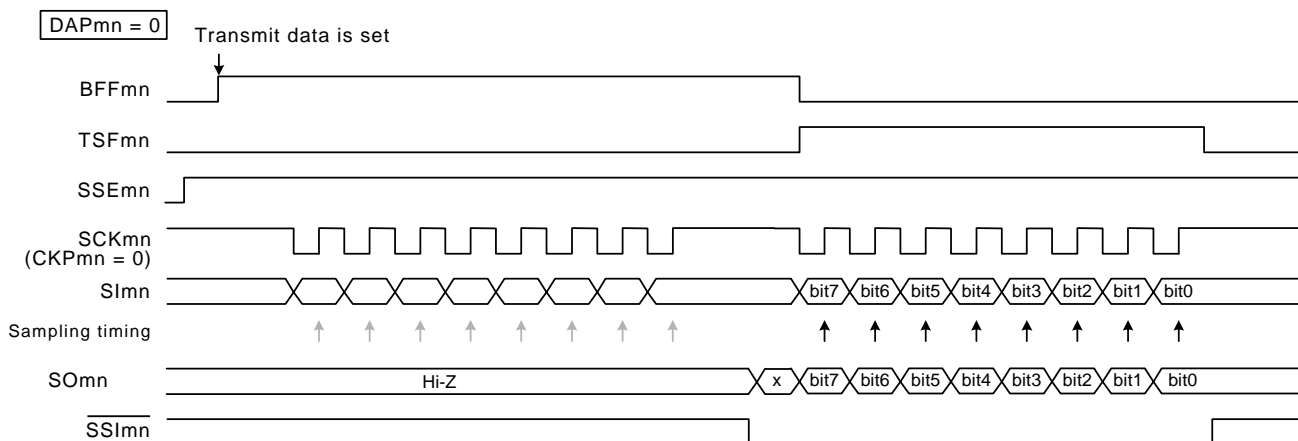 DAPmn = 0
Transmit data is set
BFFmn
TSFmn
SSEmn
SCKmn
(CKPmn = 0)
SImn
bit7 bit6 bit5 bit4 bit3 bit2 bit1 bit0
Sampling timing
SOmn
Hi-Z x bit7 bit6 bit5 bit4 bit3 bit2 bit1 bit0
SSImn